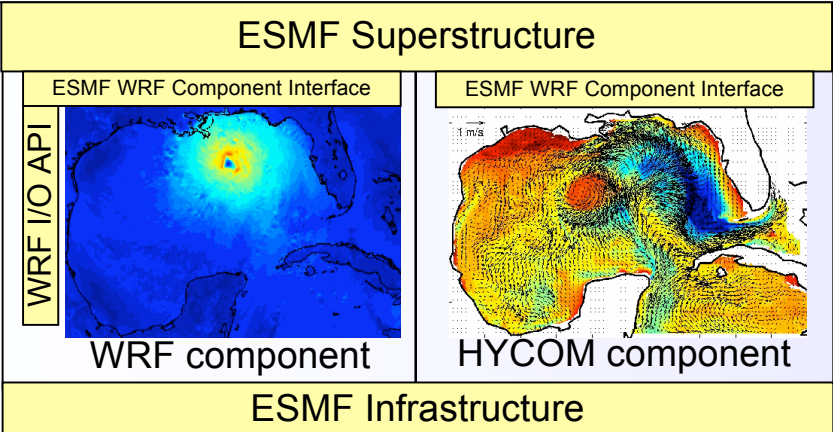 ESMF Superstructure
ESMF WRF Component Interface
ESMF WRF Component Interface
WRF I/O API
1 m/s
WRF component
HYCOM component
ESMF Infrastructure